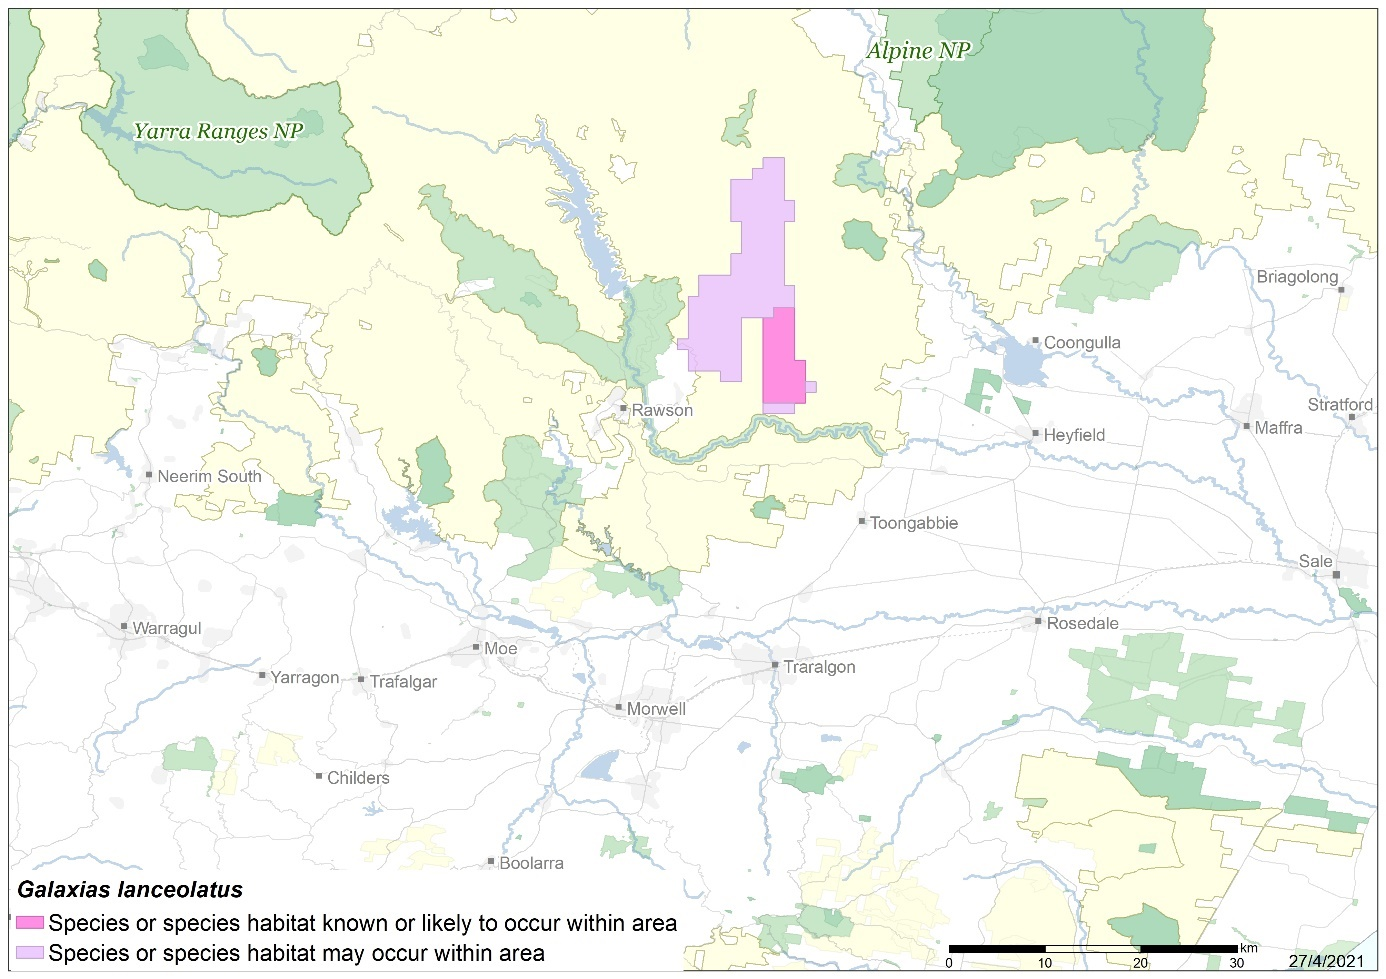 Alpine NP
Yarra Ranges NP
Briagolong
Coongulla
Stratford
Rawson
Maffra
Heyfield
Neerim South
Toongabbie
Sale
Warragul
Rosedale
Moe
Traralgon
Yarragon
Trafalgar
Morwell
Childers
Boolarra
Galaxias lanceolatus
Species or species habitat known or likely to occur within area
Species or species habitat may occur within area
km
0 10 20 30
27/4/2021